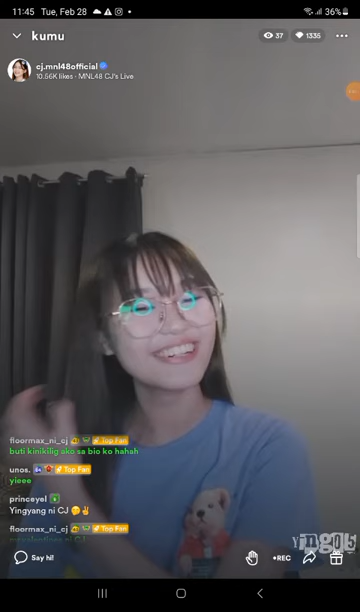 11:45 Tue, Feb 28
36%
kumu
37
1335
cj.mnl48official
10.56K likes · MNL48 CJ's Live
floormax_ni_cj Top Fan
buti kinikilig ako sa bio ko hahah
unos. Top Fan
yieee
princeyel
Yingyang ni CJ
floormax_ni_cj Top Fan
Say hi!
REC